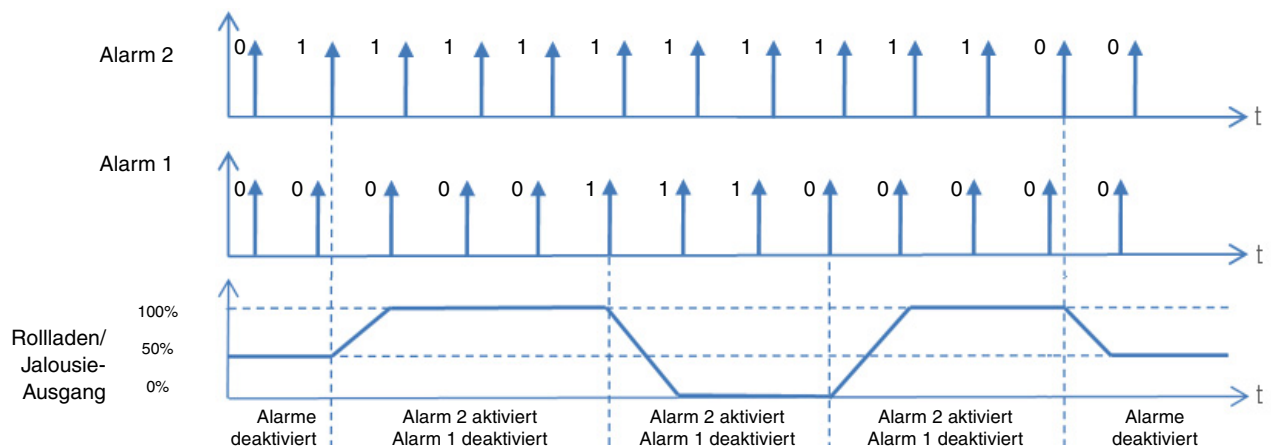 Alarm 2
0 1 1 1 1 1 1 1 1 1 1 0 0
t
Alarm 1
0 0 0 0 0 1 1 1 0 0 0 0 0
t
Rollladen/
Jalousie-
Ausgang
100%
50%
0%
t
Alarme
deaktiviert
Alarm 2 aktiviert
Alarm 1 deaktiviert
Alarm 2 aktiviert
Alarm 1 deaktiviert
Alarm 2 aktiviert
Alarm 1 deaktiviert
Alarme
deaktiviert